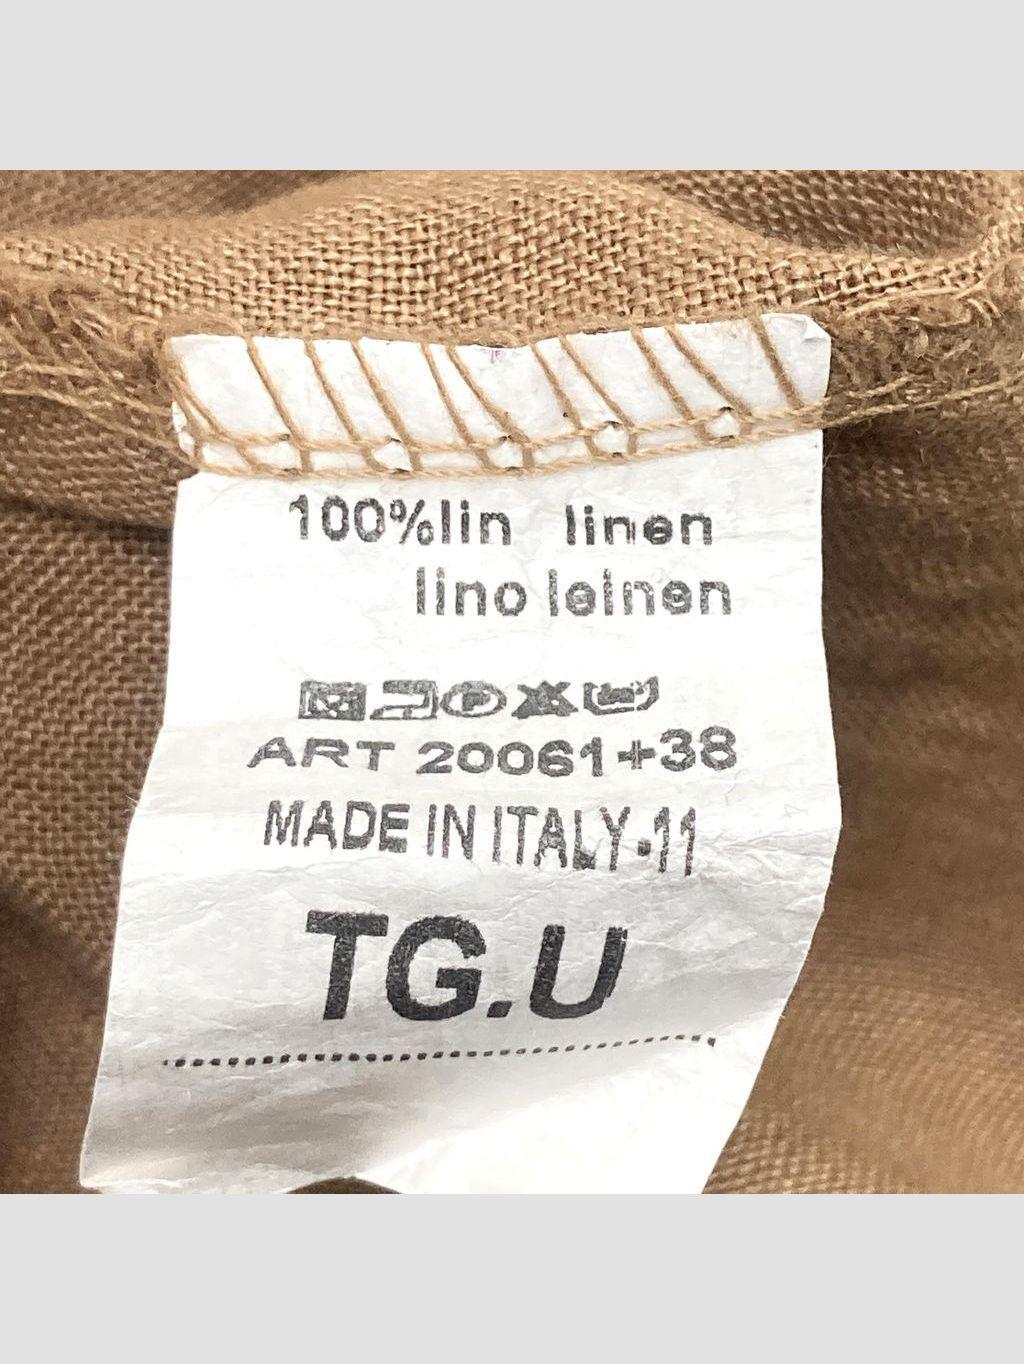 100%lin linen
lino leinen
P
ART 20061+38
MADE IN ITALY·11
TG.U